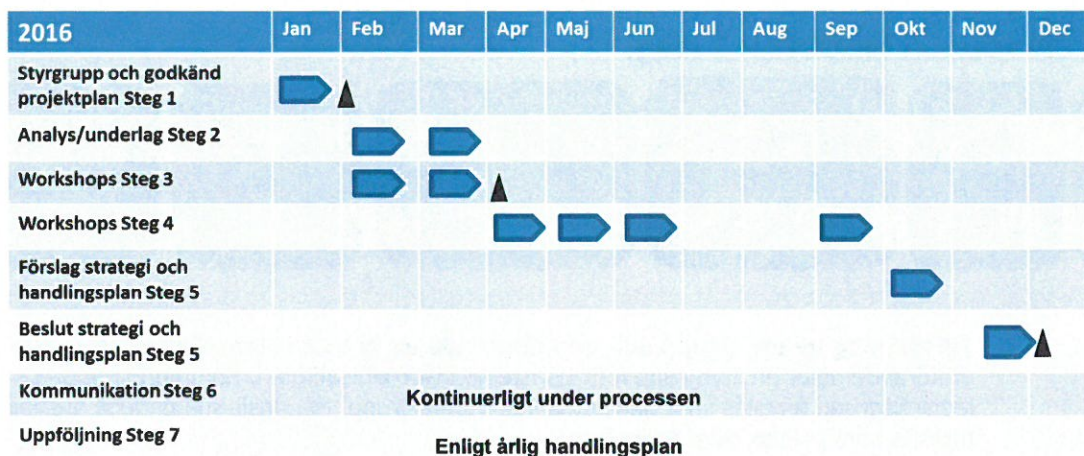 2016 Jan Feb Mar Apr Maj Jun Jul Aug Sep Okt Nov Dec
Styrgrupp och godkänd
projektplan Steg 1
Analys/underlag Steg 2
Workshops Steg 3
Workshops Steg 4
Förslag strategi och
handlingsplan Steg 5
Beslut strategi och
handlingsplan Steg 5
Kommunikation Steg 6 Kontinuerligt under processen
Uppföljning Steg 7 Enligt årlig handlingsplan